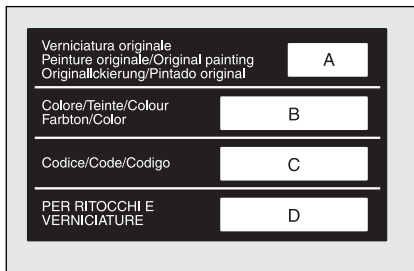 Verniciatura originale
Peinture originale/Original painting
Originallckierung/Pintado original
A
Colore/Teinte/Colour
Farbton/Color
B
Codice/Code/Codigo
C
PER RITOCCHI E
VERNICIATURE
D